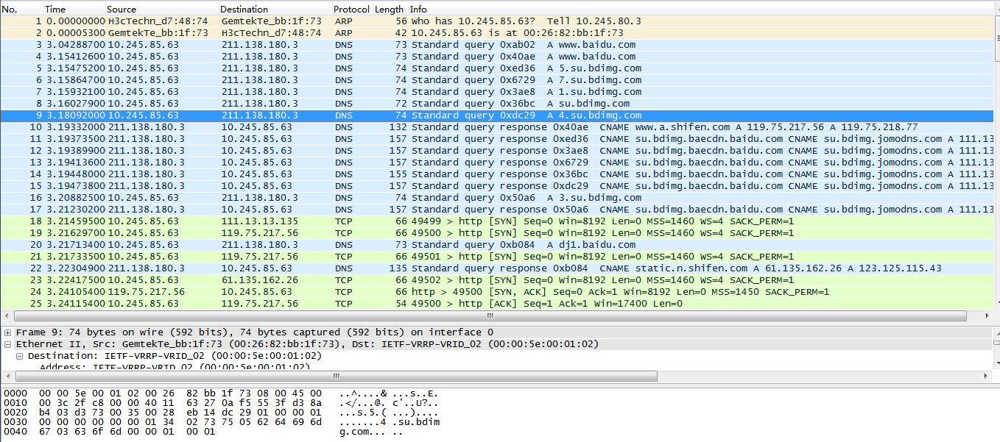 No. Time Source Destination Protocol Length Info
1 0.00000000 H3cTechn_d7:48:74 GemtekTe_bb:1f:73 ARP 56 Who has 10.245.85.63? Tell 10.245.80.3
2 0.00005300 GemtekTe_bb:1f:73 H3cTechn_d7:48:74 ARP 42 10.245.85.63 is at 00:26:82:bb:1f:73
3 3.04288700 10.245.85.63 211.138.180.3 DNS 73 Standard query 0xab02 A www.baidu.com
4 3.15412600 10.245.85.63 211.138.180.3 DNS 73 Standard query 0x40ae A www.baidu.com
5 3.15475200 10.245.85.63 211.138.180.3 DNS 74 Standard query 0xed36 A 5.su.bdimg.com
6 3.15864700 10.245.85.63 211.138.180.3 DNS 74 Standard query 0x6729 A 7.su.bdimg.com
7 3.15932100 10.245.85.63 211.138.180.3 DNS 74 Standard query 0x3ae8 A 1.su.bdimg.com
8 3.16027900 10.245.85.63 211.138.180.3 DNS 72 Standard query 0x36bc A su.bdimg.com
9 3.18092000 10.245.85.63 211.138.180.3 DNS 74 Standard query 0xdc29 A 4.su.bdimg.com
10 3.19332000 211.138.180.3 10.245.85.63 DNS 132 Standard query response 0x40ae CNAME www.a.shifen.com A 119.75.217.56 A 119.75.218.77
11 3.19373500 211.138.180.3 10.245.85.63 DNS 157 Standard query response 0xed36 CNAME su.bdimg.baecdn.baidu.com CNAME su.bdimg.jomodns.com A 111.13
12 3.19389900 211.138.180.3 10.245.85.63 DNS 157 Standard query response 0x3ae8 CNAME su.bdimg.baecdn.baidu.com CNAME su.bdimg.jomodns.com A 111.13
13 3.19413600 211.138.180.3 10.245.85.63 DNS 157 Standard query response 0x6729 CNAME su.bdimg.baecdn.baidu.com CNAME su.bdimg.jomodns.com A 111.13
14 3.19448000 211.138.180.3 10.245.85.63 DNS 155 Standard query response 0x36bc CNAME su.bdimg.baecdn.baidu.com CNAME su.bdimg.jomodns.com A 111.13
15 3.19473800 211.138.180.3 10.245.85.63 DNS 157 Standard query response 0xdc29 CNAME su.bdimg.baecdn.baidu.com CNAME su.bdimg.jomodns.com A 111.13
16 3.20882500 10.245.85.63 211.138.180.3 DNS 74 Standard query 0x50a6 A 3.su.bdimg.com
17 3.21230200 211.138.180.3 10.245.85.63 DNS 157 Standard query response 0x50a6 CNAME su.bdimg.baecdn.baidu.com CNAME su.bdimg.jomodns.com A 111.13
18 3.21459500 10.245.85.63 111.13.13.135 TCP 66 49499 > http [SYN] Seq=0 Win=8192 Len=0 MSS=1460 WS=4 SACK_PERM=1
19 3.21629700 10.245.85.63 119.75.217.56 TCP 66 49500 > http [SYN] Seq=0 Win=8192 Len=0 MSS=1460 WS=4 SACK_PERM=1
20 3.21713400 10.245.85.63 211.138.180.3 DNS 73 Standard query 0xb084 A dj1.baidu.com
21 3.21733500 10.245.85.63 119.75.217.56 TCP 66 49501 > http [SYN] Seq=0 Win=8192 Len=0 MSS=1460 WS=4 SACK_PERM=1
22 3.22304900 211.138.180.3 10.245.85.63 DNS 135 Standard query response 0xb084 CNAME static.n.shifen.com A 61.135.162.26 A 123.125.115.43
23 3.22417500 10.245.85.63 61.135.162.26 TCP 66 49502 > http [SYN] Seq=0 Win=8192 Len=0 MSS=1460 WS=4 SACK_PERM=1
24 3.24105400 119.75.217.56 10.245.85.63 TCP 66 http > 49500 [SYN, ACK] Seq=0 Ack=1 Win=8192 Len=0 MSS=1450 SACK_PERM=1
25 3.24115400 10.245.85.63 119.75.217.56 TCP 54 49500 > http [ACK] Seq=1 Ack=1 Win=17400 Len=0
Frame 9: 74 bytes on wire (592 bits), 74 bytes captured (592 bits) on interface 0
Ethernet II, Src: GemtekTe_bb:1f:73 (00:26:82:bb:1f:73), Dst: IETF-VRRP-VRID_02 (00:00:5e:00:01:02)
Destination: IETF-VRRP-VRID_02 (00:00:5e:00:01:02)
Address: IETF-VRRP-VRID_02 (00:00:5e:00:01:02)
0000 00 00 5e 00 01 02 00 26 82 bb 1f 73 08 00 45 00 ..^....& ...s..E.
0010 00 3c 2f c8 00 00 40 11 63 27 0a f5 55 3f d3 8a .</...@. c'..U?..
0020 b4 03 d3 73 00 35 00 28 eb 14 dc 29 01 00 00 01 ...s.5.( ...)....
0030 00 00 00 00 00 00 01 34 02 73 75 05 62 64 69 6d .......4 .su.bdim
0040 67 03 63 6f 6d 00 00 01 00 01 g.com... ..